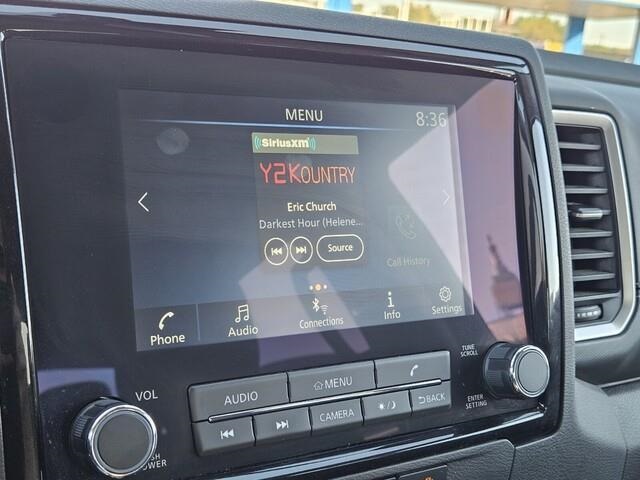 MENU
8:36
SiriusXM
Y2KOUNTRY
Eric Church
Darkest Hour (Helene...
Source
Call History
Phone
Audio
Connections
Info
Settings
VOL
AUDIO
MENU
TUNE
SCROLL
CAMERA
BACK
ENTER
SETTING